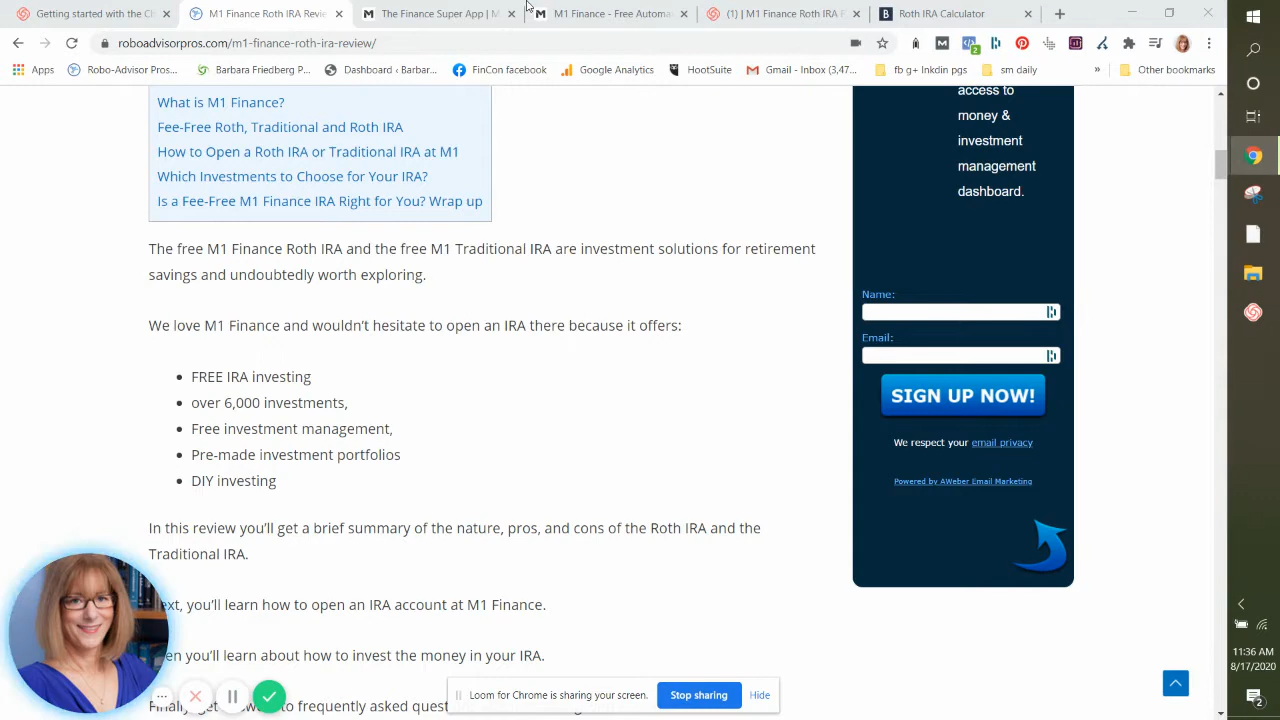 Getting started with the Ch
M1 Finance Roth IRA Revie
The Finance Super App | M
M1 Finance - Free Automa
(1) | M1 Finance Roth IRA F
Roth IRA Calculator
roboadvisorpros.com/m1-finance-roth-ira-review/
2
Apps
Robo-Advisor Pros...
Barbara Friedberg P...
Dashboard ‹ Barb...
FinCon facebook
Google Analytics
HootSuite
Gmail - Inbox (3,47...
fb g+ lnkdin pgs
sm daily
»
Other bookmarks
What is M1 Finance?
Fee-Free Roth, Traditional and Roth IRA
How to Open a Roth or Traditional IRA at M1
Which Investments to Choose for Your IRA?
Is a Fee-Free M1 Finance IRA Right for You? Wrap up
The free M1 Finance Roth IRA and the free M1 Traditional IRA are investment solutions for retirement
savings and undoubtedly worth exploring.
We love M1 Finance and wouldn't hesitate to open an IRA there because it offers:
• FREE IRA investing
• over 6,00 investments,
• Free investment management,
• Pre-made investment portfolios
• DIY investing
In this review you'll get a brief summary of the nature, pros, and cons of the Roth IRA and the
Traditional IRA.
ext, you'll learn how to open an IRA account at M1 Finance.
en you'll learn about how to invest the money in your IRA.
access to
money &
investment
management
dashboard.
Name:
Email:
SIGN UP NOW!
We respect your email privacy
Powered by AWeber Email Marketing
Loom for Chrome is sharing your screen.
Stop sharing
Hide
11:36 AM
8/17/2020
2